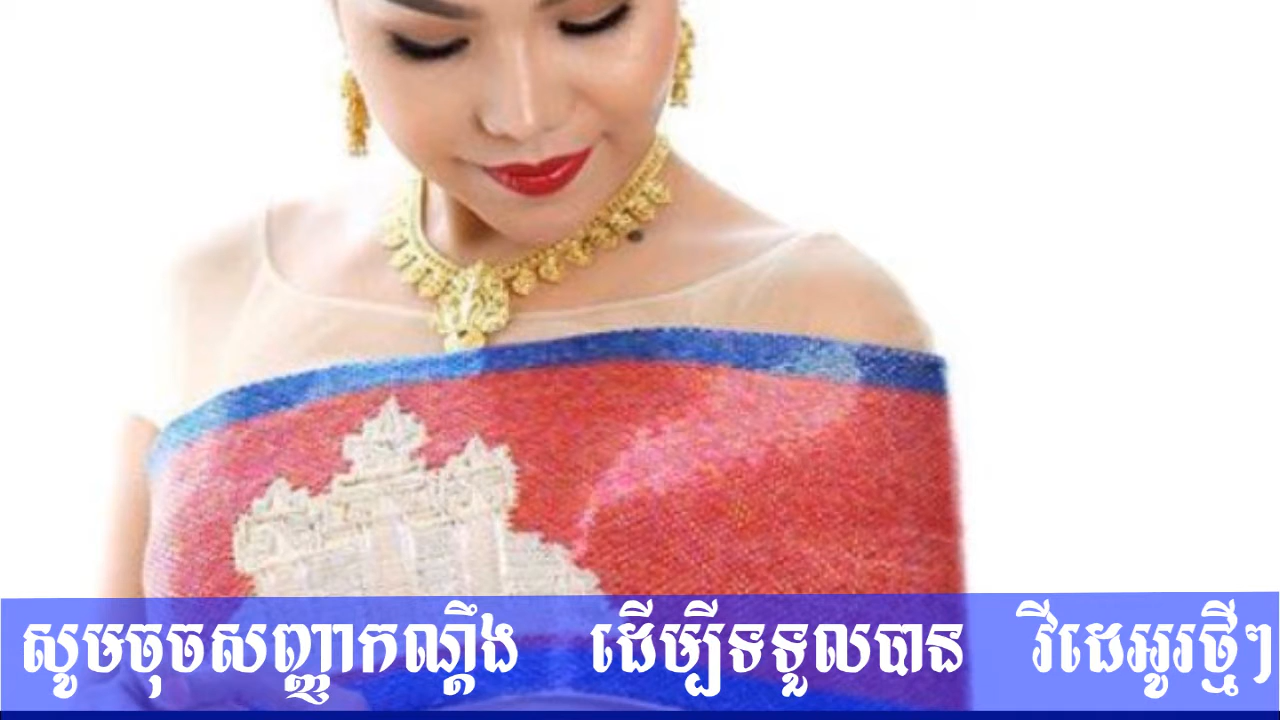 សូមចុចសញ្ញាកណ្ដឹង ដើម្បីទទួលបាន វីដេអូរថ្មីៗ